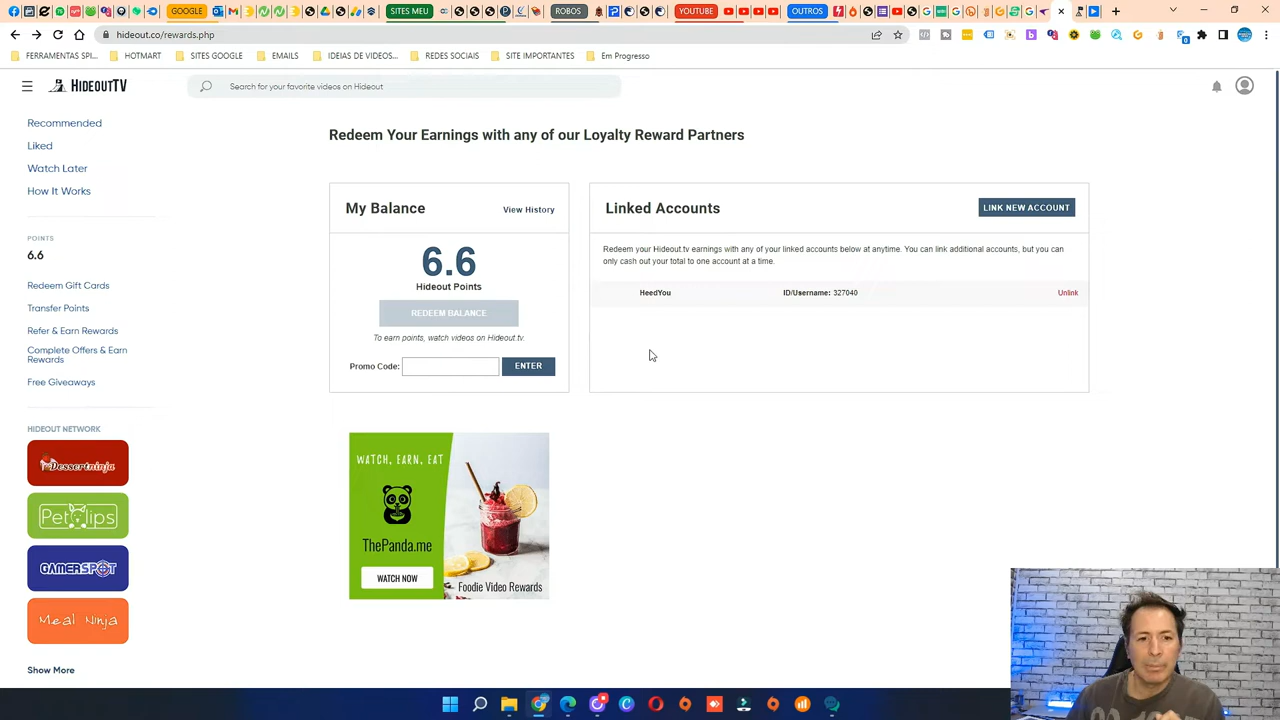 GOOGLE
SITES MEU
ROBOS
YOUTUBE
OUTROS
hideout.co/rewards.php
FERRAMENTAS SPI...
HOTMART
SITES GOOGLE
EMAILS
IDEIAS DE VIDEOS...
REDES SOCIAIS
SITE IMPORTANTES
Em Progresso
HIDEOUTTV
Search for your favorite videos on Hideout
Recommended
Liked
Watch Later
How It Works
POINTS
6.6
Redeem Gift Cards
Transfer Points
Refer & Earn Rewards
Complete Offers & Earn
Rewards
Free Giveaways
HIDEOUT NETWORK
Dessertninja
PetClips
GAMERSPOT
Meal Ninja
Show More
Redeem Your Earnings with any of our Loyalty Reward Partners
My Balance
View History
6.6
Hideout Points
REDEEM BALANCE
To earn points, watch videos on Hideout.tv.
Promo Code:
ENTER
Linked Accounts
LINK NEW ACCOUNT
Redeem your Hideout.tv earnings with any of your linked accounts below at anytime. You can link additional accounts, but you can
only cash out your total to one account at a time.
HeedYou
ID/Username: 327040
Unlink
WATCH, EARN, EAT
ThePanda.me
WATCH NOW
Foodie Video Rewards